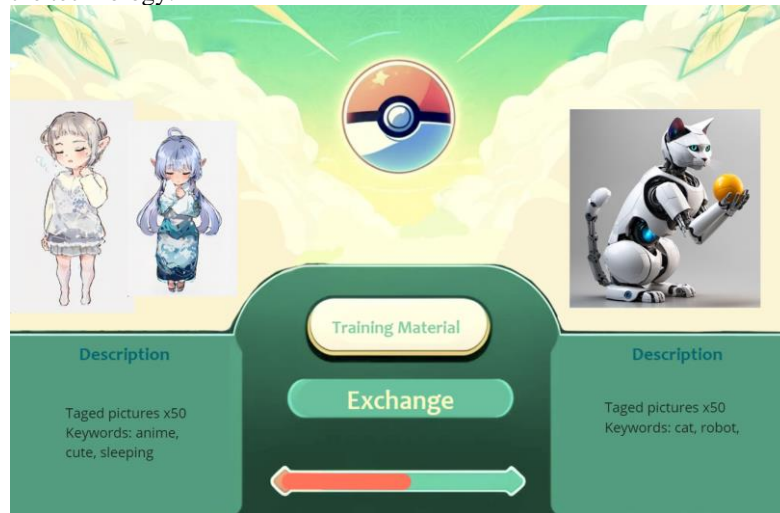 Training Material
Exchange
Description
Taged pictures x50
Keywords: anime,
cute, sleeping
Description
Taged pictures x50
Keywords: cat, robot,